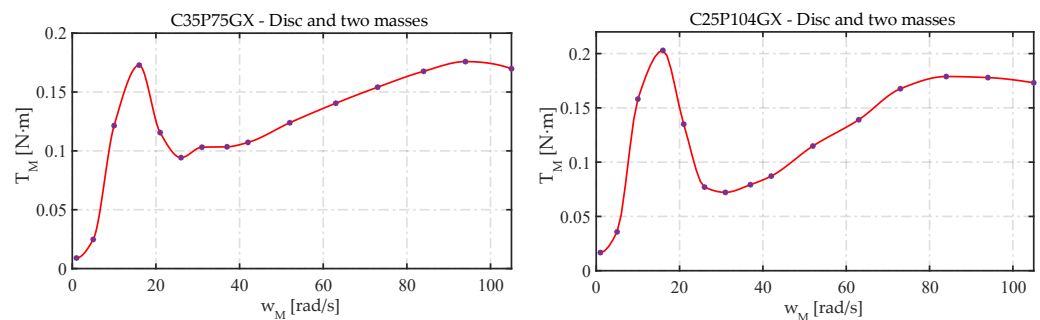 C35P75GX - Disc and two masses
0.2
0.15
0.1
0.05
0
T_M [N·m]
0 20 40 60 80 100
w_M [rad/s]
C25P104GX - Disc and two masses
0.2
0.15
0.1
0.05
0
T_M [N·m]
0 20 40 60 80 100
w_M [rad/s]